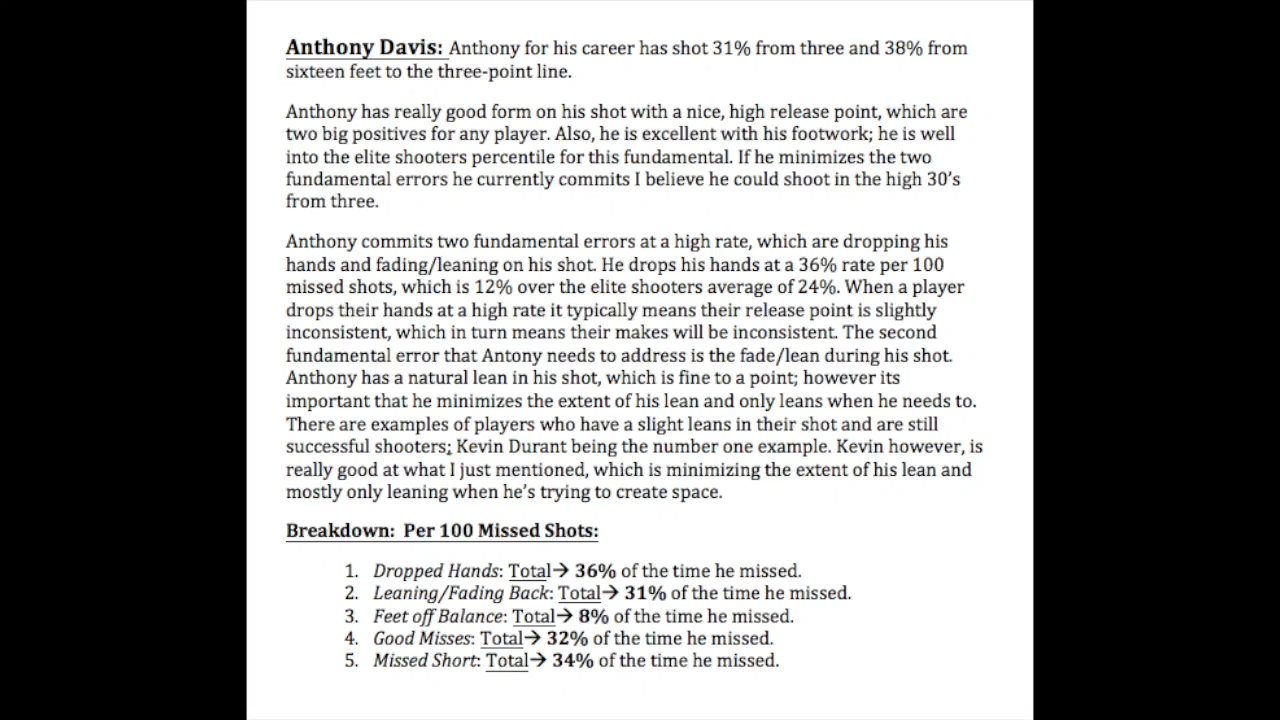 Anthony Davis: Anthony for his career has shot 31% from three and 38% from
sixteen feet to the three-point line.
Anthony has really good form on his shot with a nice, high release point, which are
two big positives for any player. Also, he is excellent with his footwork; he is well
into the elite shooters percentile for this fundamental. If he minimizes the two
fundamental errors he currently commits I believe he could shoot in the high 30's
from three.
Anthony commits two fundamental errors at a high rate, which are dropping his
hands and fading/leaning on his shot. He drops his hands at a 36% rate per 100
missed shots, which is 12% over the elite shooters average of 24%. When a player
drops their hands at a high rate it typically means their release point is slightly
inconsistent, which in turn means their makes will be inconsistent. The second
fundamental error that Antony needs to address is the fade/lean during his shot.
Anthony has a natural lean in his shot, which is fine to a point; however its
important that he minimizes the extent of his lean and only leans when he needs to.
There are examples of players who have a slight leans in their shot and are still
successful shooters; Kevin Durant being the number one example. Kevin however, is
really good at what I just mentioned, which is minimizing the extent of his lean and
mostly only leaning when he's trying to create space.
Breakdown: Per 100 Missed Shots:
1. Dropped Hands: Total→ 36% of the time he missed.
2. Leaning/Fading Back: Total→ 31% of the time he missed.
3. Feet off Balance: Total→ 8% of the time he missed.
4. Good Misses: Total→ 32% of the time he missed.
5. Missed Short: Total→ 34% of the time he missed.